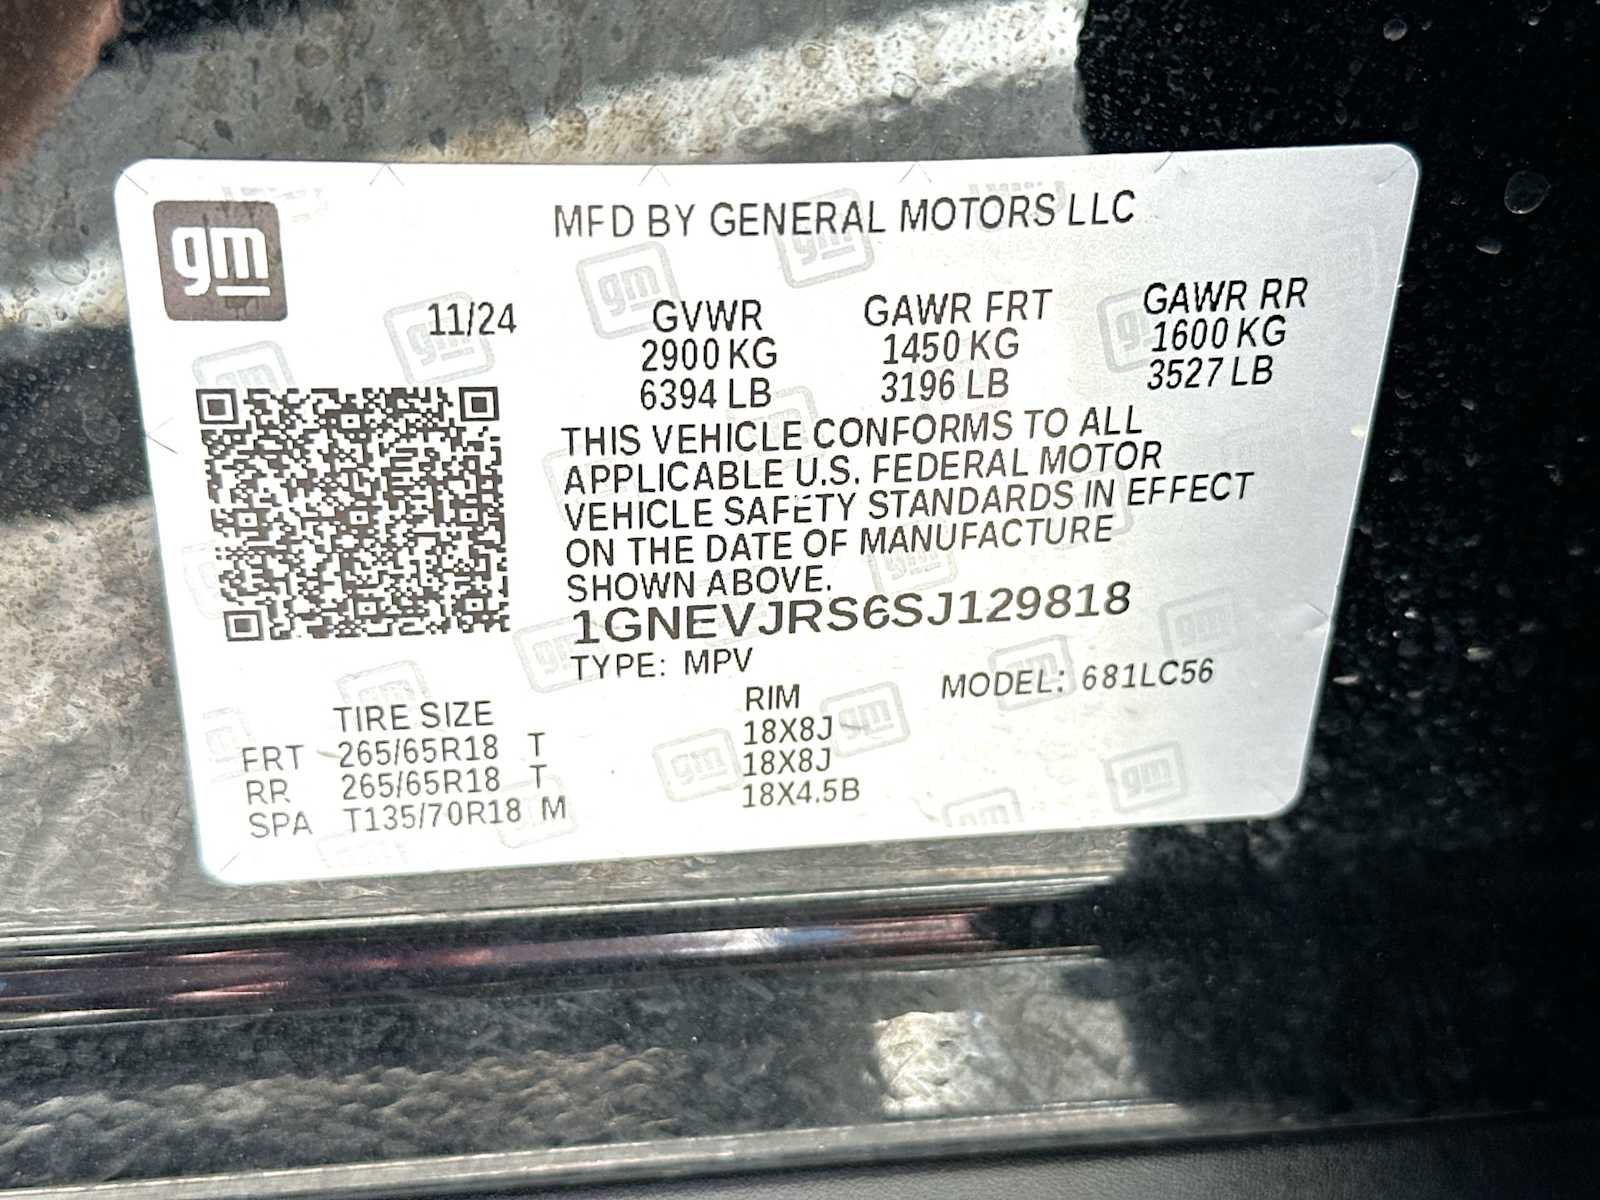 gm
MFD BY GENERAL MOTORS LLC
11/24 GVWR GAWR FRT GAWR RR
2900 KG 1450 KG 1600 KG
6394 LB 3196 LB 3527 LB
THIS VEHICLE CONFORMS TO ALL
APPLICABLE U.S. FEDERAL MOTOR
VEHICLE SAFETY STANDARDS IN EFFECT
ON THE DATE OF MANUFACTURE
SHOWN ABOVE.
1GNEVJRS6SJ129818
TYPE: MPV MODEL: 681LC56
TIRE SIZE RIM
FRT 265/65R18 T 18X8J
RR 265/65R18 T 18X8J
SPA T135/70R18 M 18X4.5B